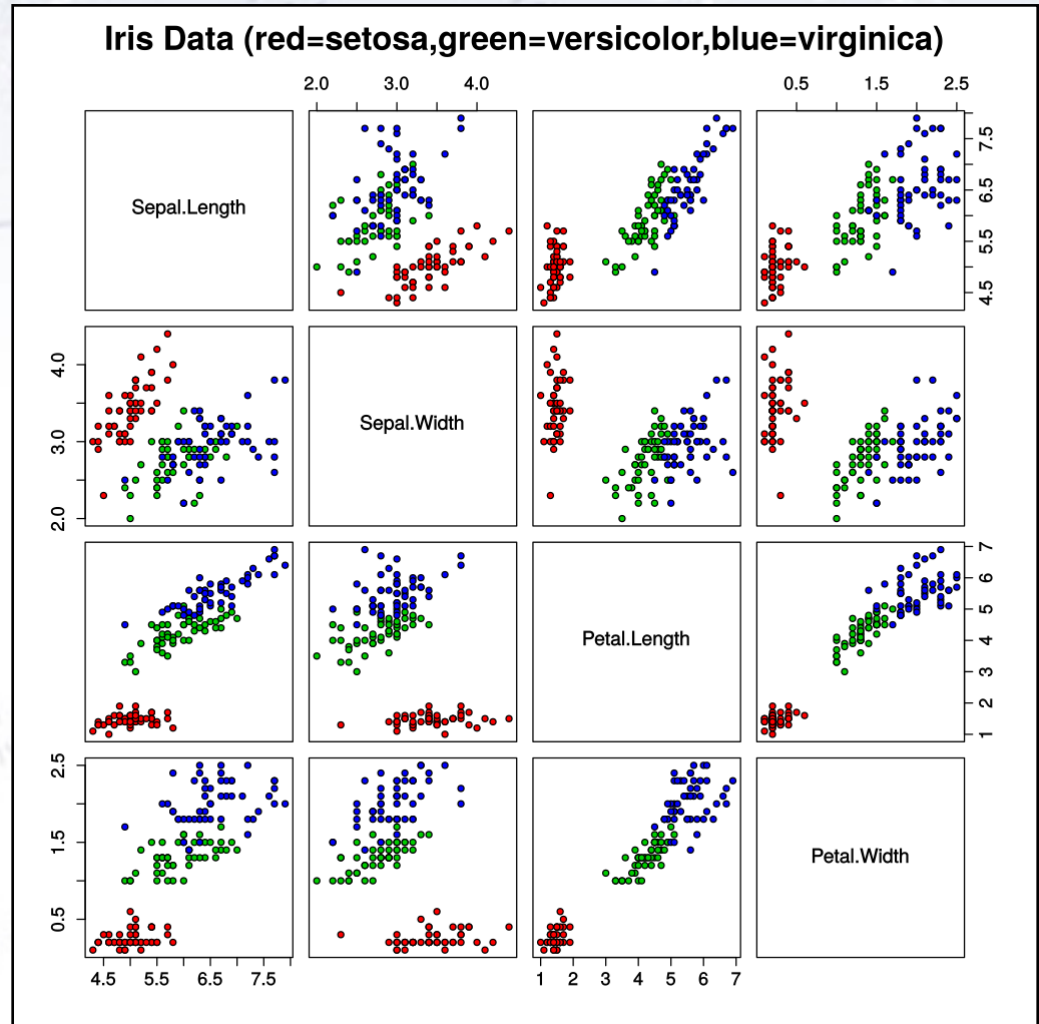 Iris Data (red=setosa,green=versicolor,blue=virginica)
2.0 3.0 4.0
0.5 1.5 2.5
Sepal.Length
4.5 5.5 6.5 7.5
2.0 3.0 4.0
Sepal.Width
Petal.Length
1 2 3 4 5 6 7
0.5 1.5 2.5
Petal.Width
4.5 5.5 6.5 7.5
1 2 3 4 5 6 7